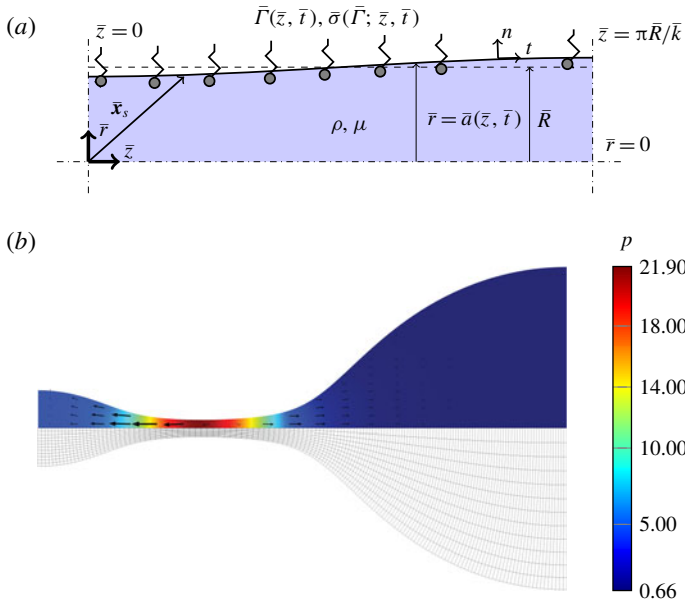 (a)
Γ̄(z̄, t̄), σ̄(Γ̄; z̄, t̄)
z̄ = 0
n
t
z̄ = πR̄/k̄
x̄s
r̄
z̄
ρ, μ
r̄ = ā(z̄, t̄)
R̄
r̄ = 0
(b)
p
21.90
18.00
14.00
10.00
5.00
0.66